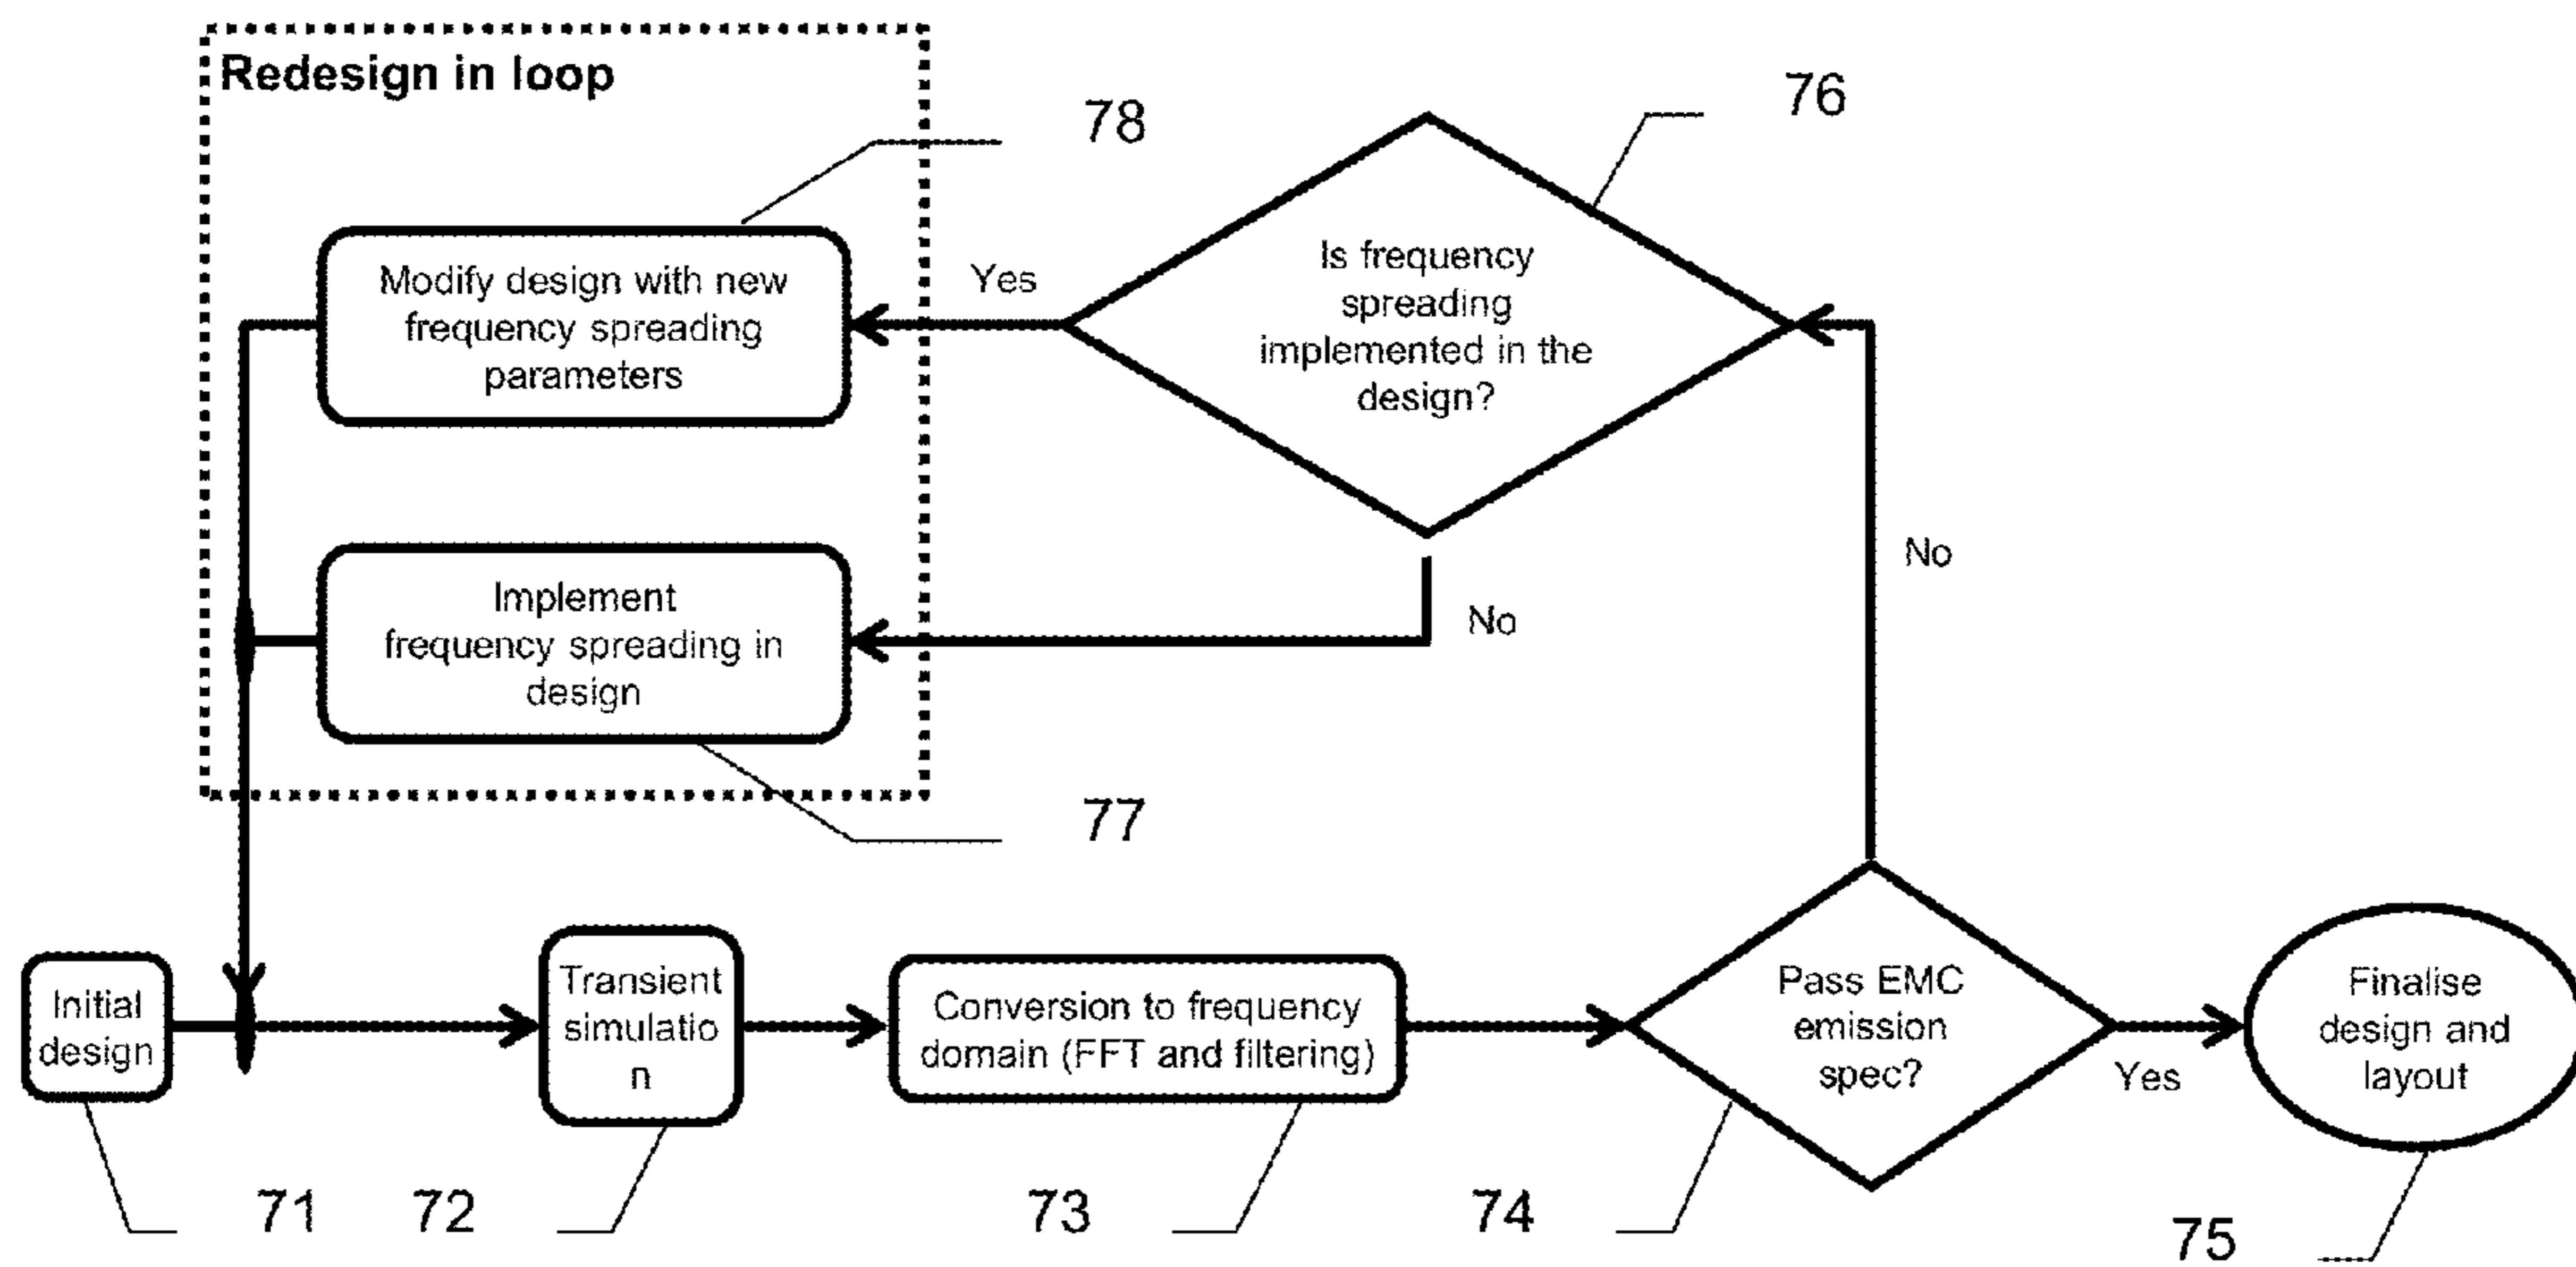 Redesign in loop
78
76
Modify design with new
frequency spreading
parameters
Yes
Is frequency
spreading
implemented in the
design?
Implement
frequency spreading in
design
No
No
77
Initial
design
Transient
simulatio
n
Conversion to frequency
domain (FFT and filtering)
Pass EMC
emission
spec?
Yes
Finalise
design and
layout
71
72
73
74
75